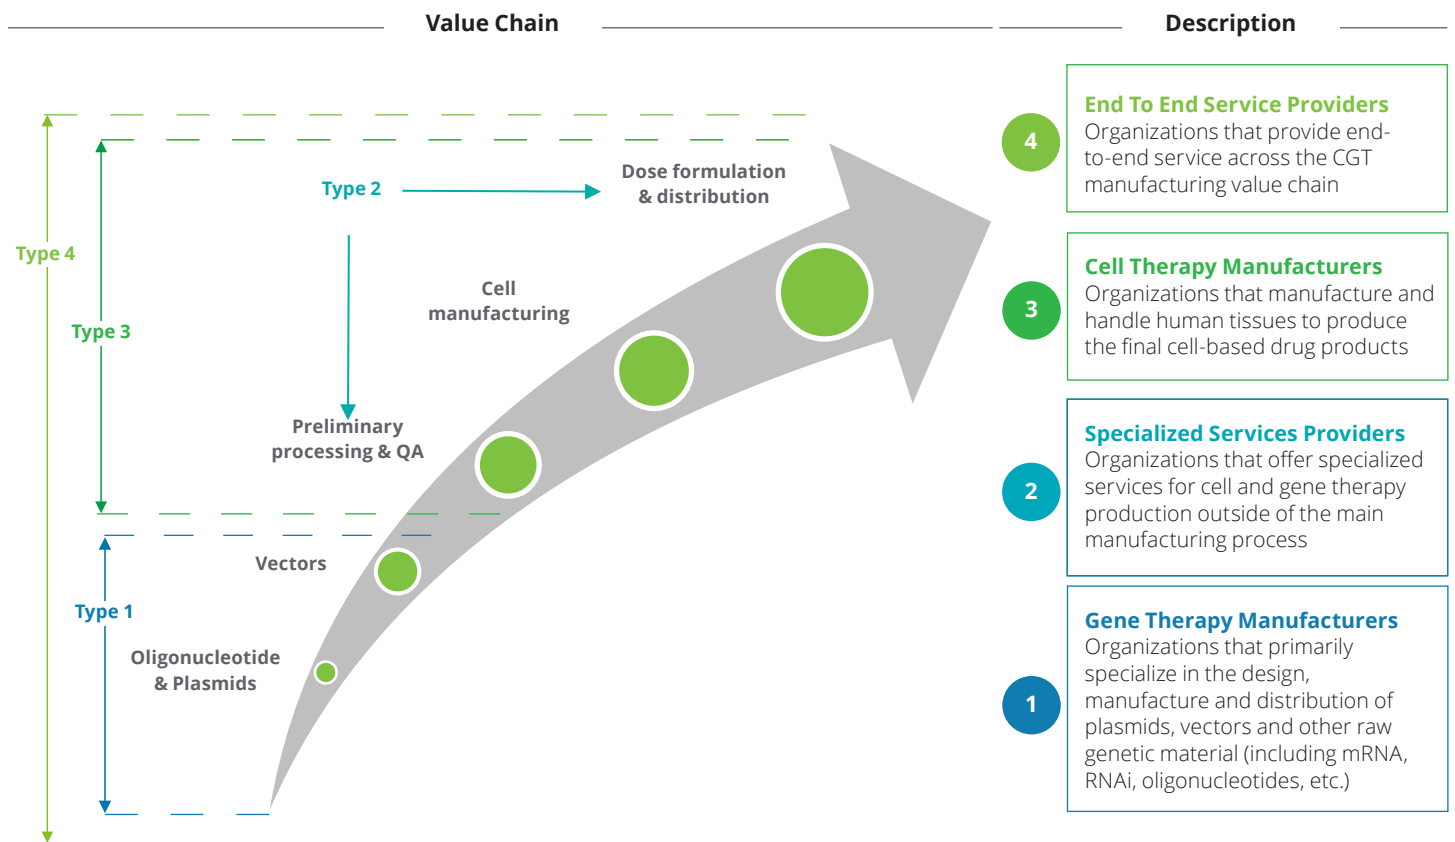 Value Chain
Description
Type 4
Type 3
Type 2
Type 1
Dose formulation
& distribution
Cell
manufacturing
Preliminary
processing & QA
Vectors
Oligonucleotide
& Plasmids
4
End To End Service Providers
Organizations that provide end-
to-end service across the CGT
manufacturing value chain
3
Cell Therapy Manufacturers
Organizations that manufacture and
handle human tissues to produce
the final cell-based drug products
2
Specialized Services Providers
Organizations that offer specialized
services for cell and gene therapy
production outside of the main
manufacturing process
1
Gene Therapy Manufacturers
Organizations that primarily
specialize in the design,
manufacture and distribution of
plasmids, vectors and other raw
genetic material (including mRNA,
RNAi, oligonucleotides, etc.)